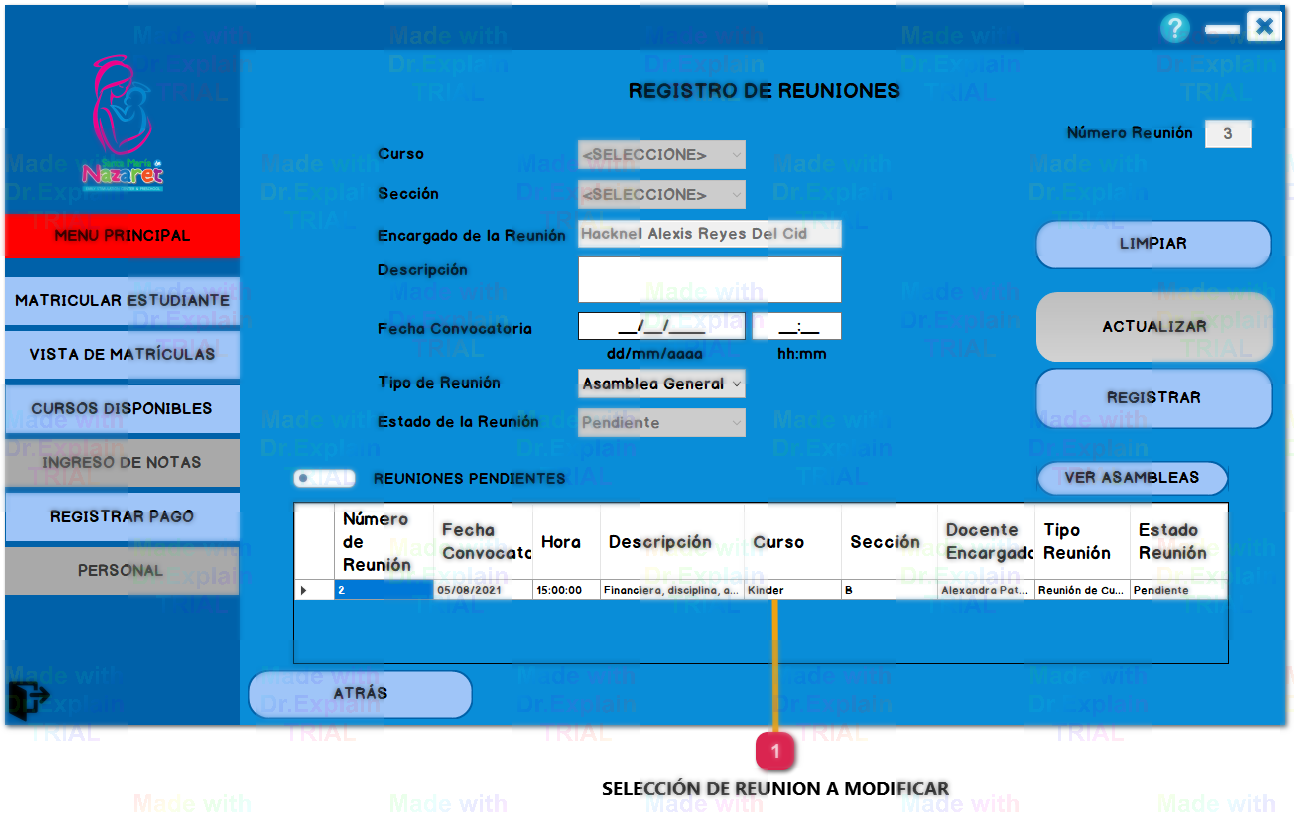 ?
Santa María de
Nazaret
REGISTRO DE REUNIONES
Número Reunión 3
Curso <SELECCIONE>
Sección <SELECCIONE>
Encargado de la Reunión Hacknel Alexis Reyes Del Cid
Descripción
Fecha Convocatoria __/__/____ __:__
dd/mm/aaaa hh:mm
Tipo de Reunión Asamblea General
Estado de la Reunión Pendiente
LIMPIAR
ACTUALIZAR
REGISTRAR
MENU PRINCIPAL
MATRICULAR ESTUDIANTE
VISTA DE MATRÍCULAS
CURSOS DISPONIBLES
INGRESO DE NOTAS
REGISTRAR PAGO
PERSONAL
REUNIONES PENDIENTES
VER ASAMBLEAS
Número de Reunión Fecha Convocato Hora Descripción Curso Sección Docente Encargado Tipo Reunión Estado Reunión
2 05/08/2021 15:00:00 Financiera, disciplina, a... Kinder B Alexandra Pat... Reunión de Cu... Pendiente
ATRÁS
1
SELECCIÓN DE REUNION A MODIFICAR
Made with
Dr.Explain
TRIAL